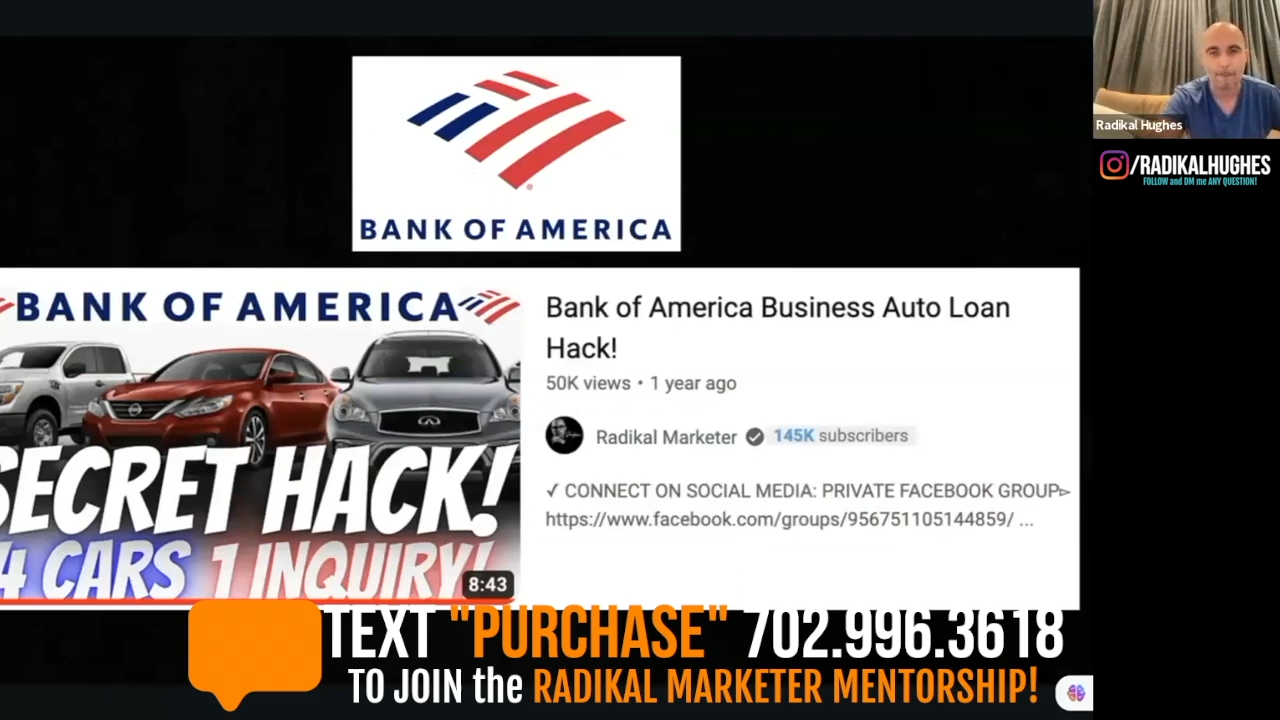 BANK OF AMERICA
Radikal Hughes
/RADIKALHUGHES
FOLLOW and DM me ANY QUESTION!
BANK OF AMERICA
SECRET HACK!
4 CARS 1 INQUIRY!
8:43
Bank of America Business Auto Loan
Hack!
50K views • 1 year ago
Radikal Marketer 145K subscribers
✓ CONNECT ON SOCIAL MEDIA: PRIVATE FACEBOOK GROUP▻
https://www.facebook.com/groups/956751105144859/ ...
TEXT "PURCHASE" 702.996.3618
TO JOIN the RADIKAL MARKETER MENTORSHIP!